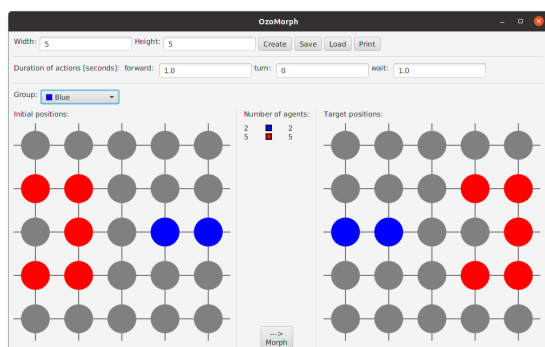 OzoMorph
Width: 5 Height: 5 Create Save Load Print
Duration of actions [seconds]: forward: 1.0 turn: 0 wait: 1.0
Group: Blue
Initial positions: Number of agents: Target positions:
2 2
5 5
--->
Morph